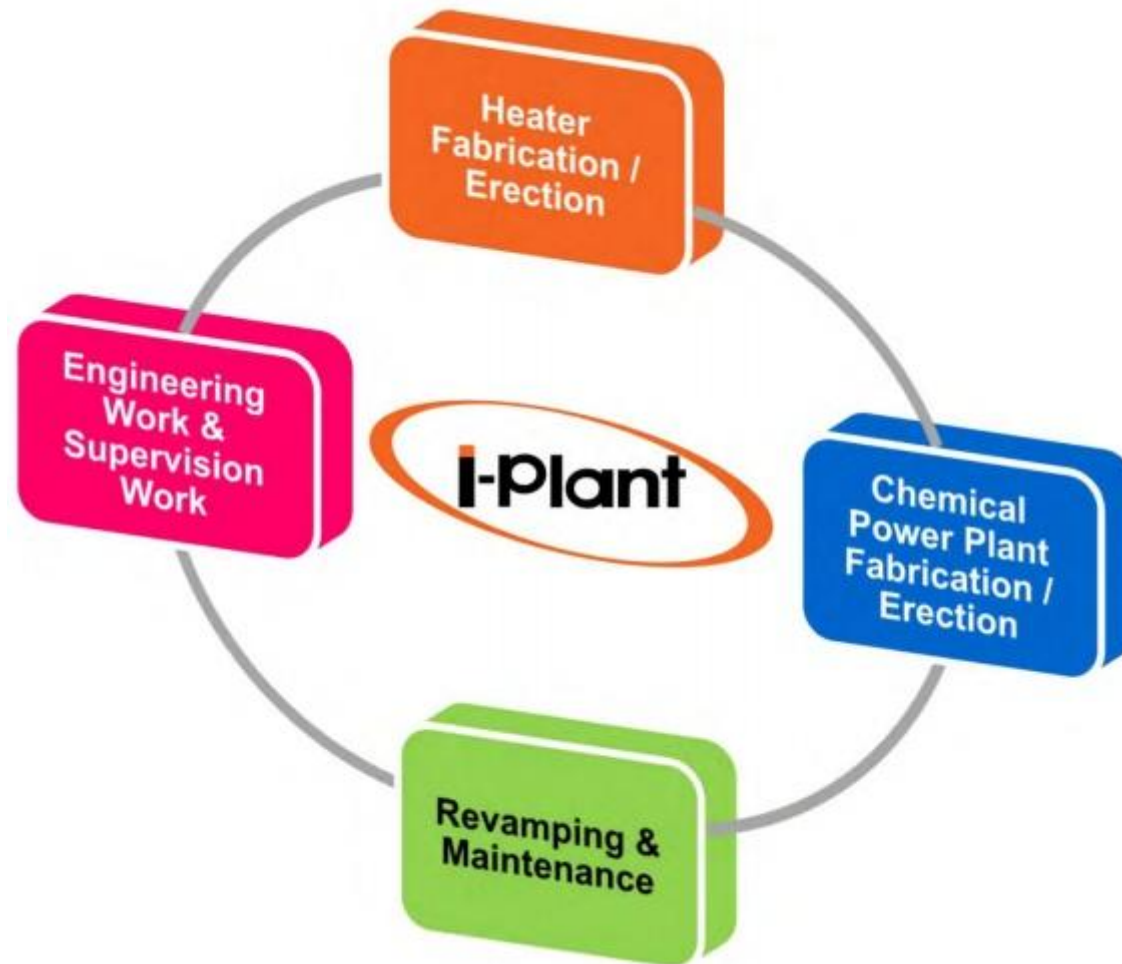 Heater
Fabrication /
Erection
Engineering
Work &
Supervision
Work
i-Plant
Chemical
Power Plant
Fabrication /
Erection
Revamping &
Maintenance